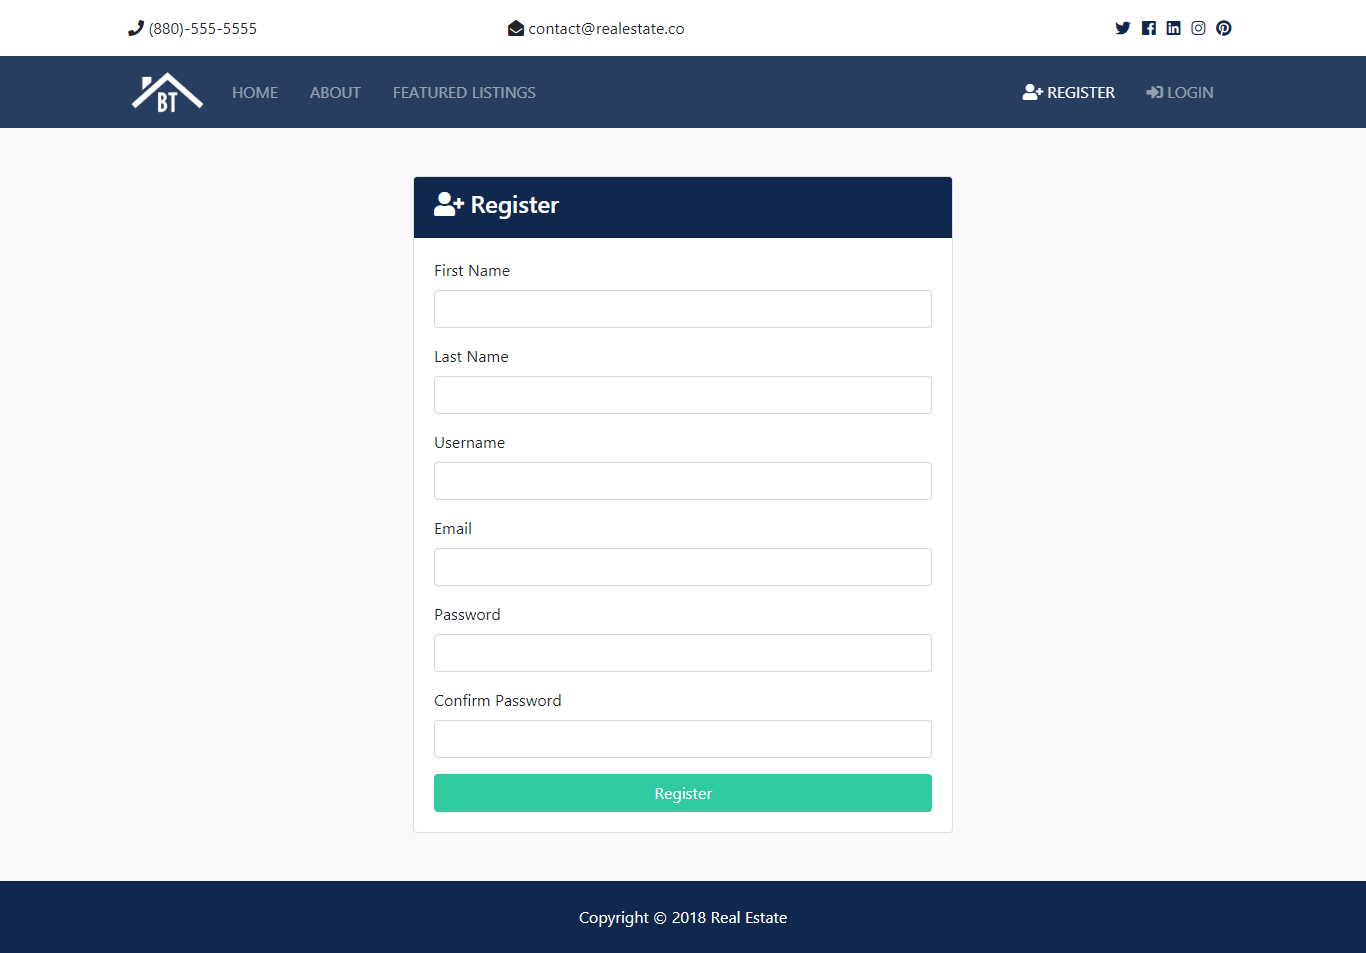 (880)-555-5555
contact@realestate.co
BT
HOME
ABOUT
FEATURED LISTINGS
REGISTER
LOGIN
Register
First Name
Last Name
Username
Email
Password
Confirm Password
Register
Copyright © 2018 Real Estate